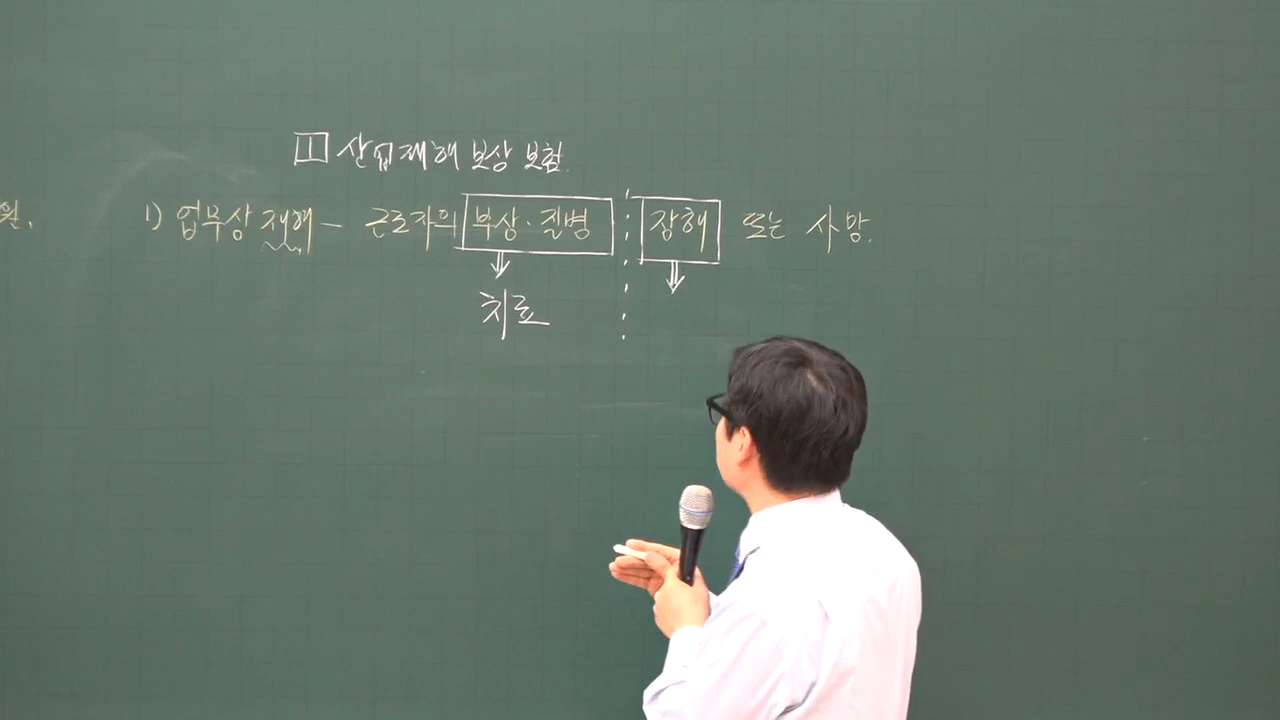 1 산업재해 보상 보험.
원.
1) 업무상 재해 - 근로자의 부상·질병 장해 또는 사망.
치료